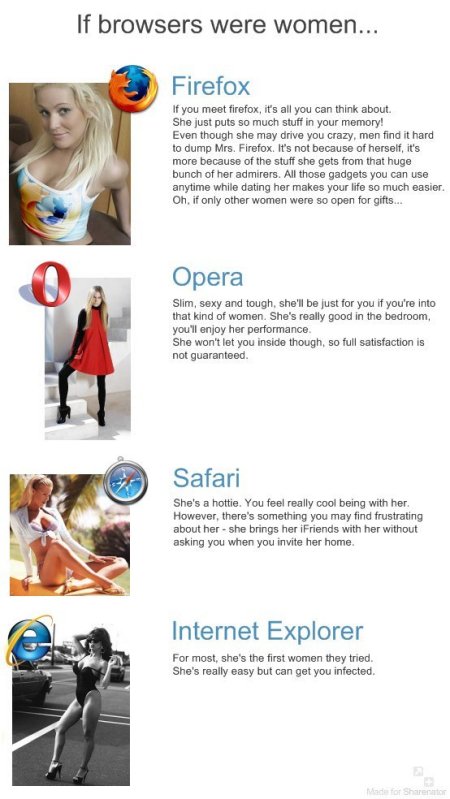 If browsers were women...
Firefox
If you meet firefox, it's all you can think about.
She just puts so much stuff in your memory!
Even though she may drive you crazy, men find it hard
to dump Mrs. Firefox. It's not because of herself, it's
more because of the stuff she gets from that huge
bunch of her admirers. All those gadgets you can use
anytime while dating her makes your life so much easier.
Oh, if only other women were so open for gifts...
Opera
Slim, sexy and tough, she'll be just for you if you're into
that kind of women. She's really good in the bedroom,
you'll enjoy her performance.
She won't let you inside though, so full satisfaction is
not guaranteed.
Safari
She's a hottie. You feel really cool being with her.
However, there's something you may find frustrating
about her - she brings her iFriends with her without
asking you when you invite her home.
Internet Explorer
For most, she's the first women they tried.
She's really easy but can get you infected.
Made for Sharenator